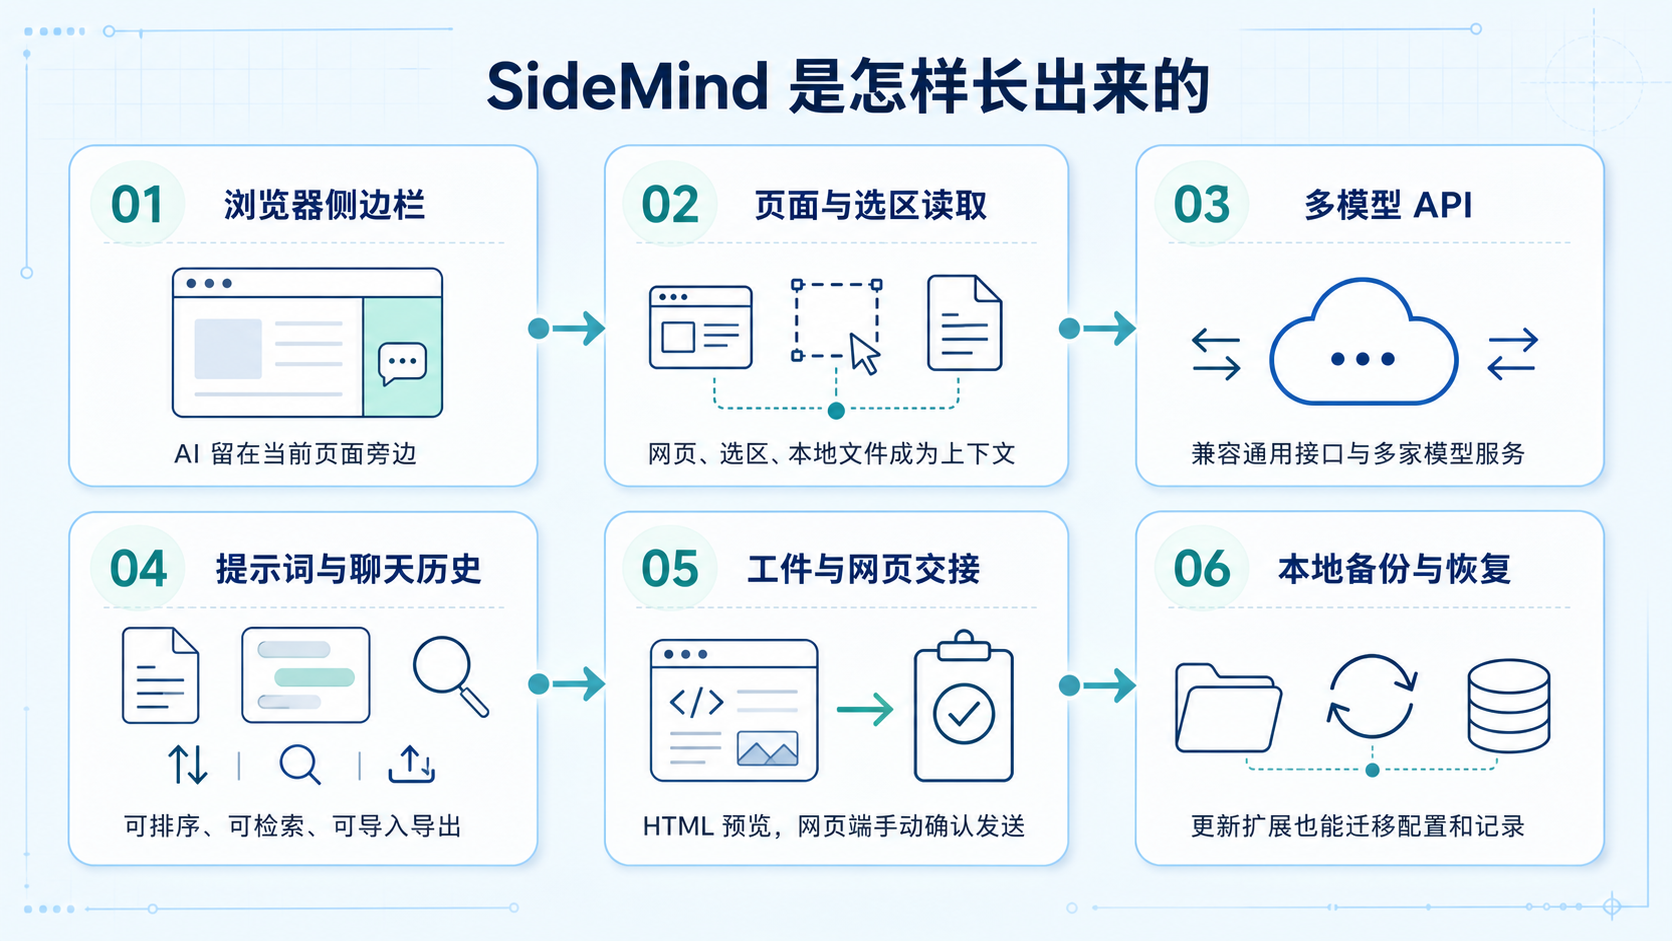 SideMind 是怎样长出来的
01 浏览器侧边栏
AI 留在当前页面旁边
02 页面与选区读取
网页、选区、本地文件成为上下文
03 多模型 API
兼容通用接口与多家模型服务
04 提示词与聊天历史
可排序、可检索、可导入导出
05 工件与网页交接
</>
HTML 预览，网页端手动确认发送
06 本地备份与恢复
更新扩展也能迁移配置和记录